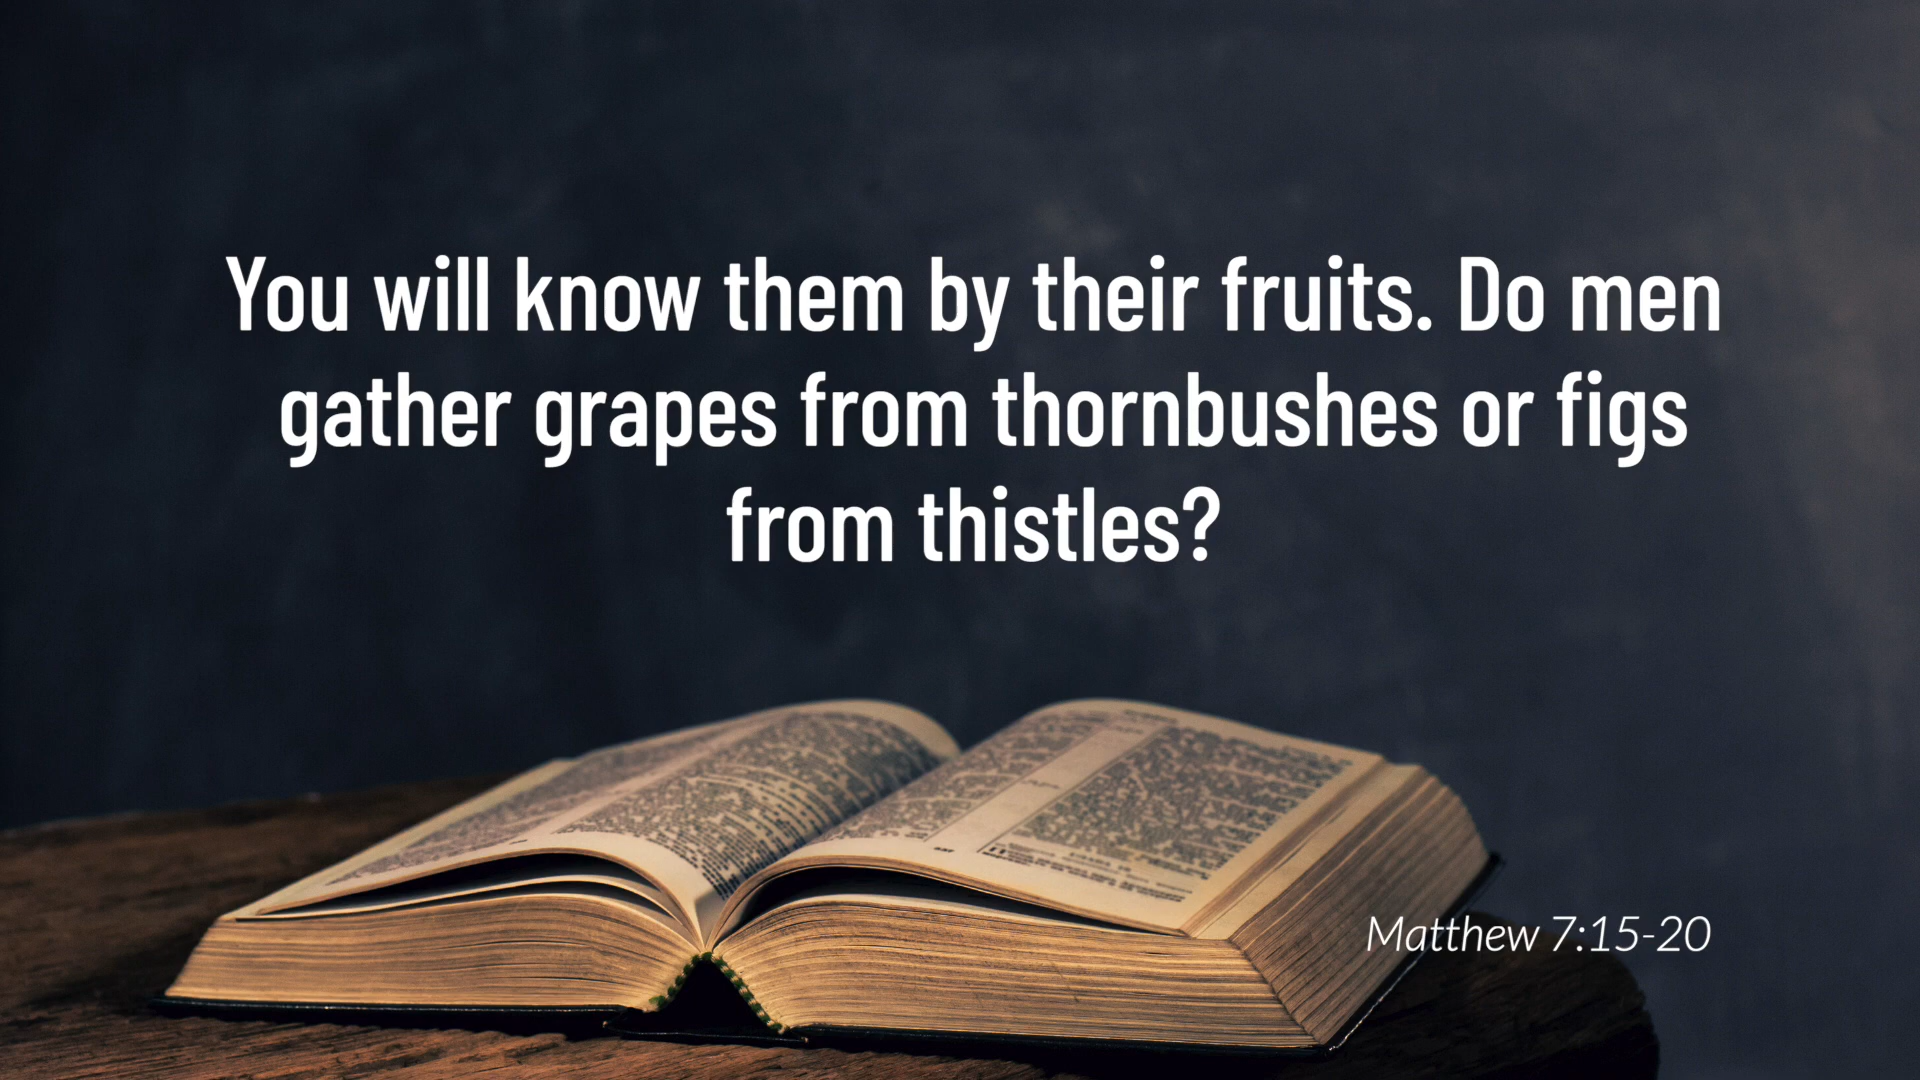 You will know them by their fruits. Do men
gather grapes from thornbushes or figs
from thistles?
Matthew 7:15-20